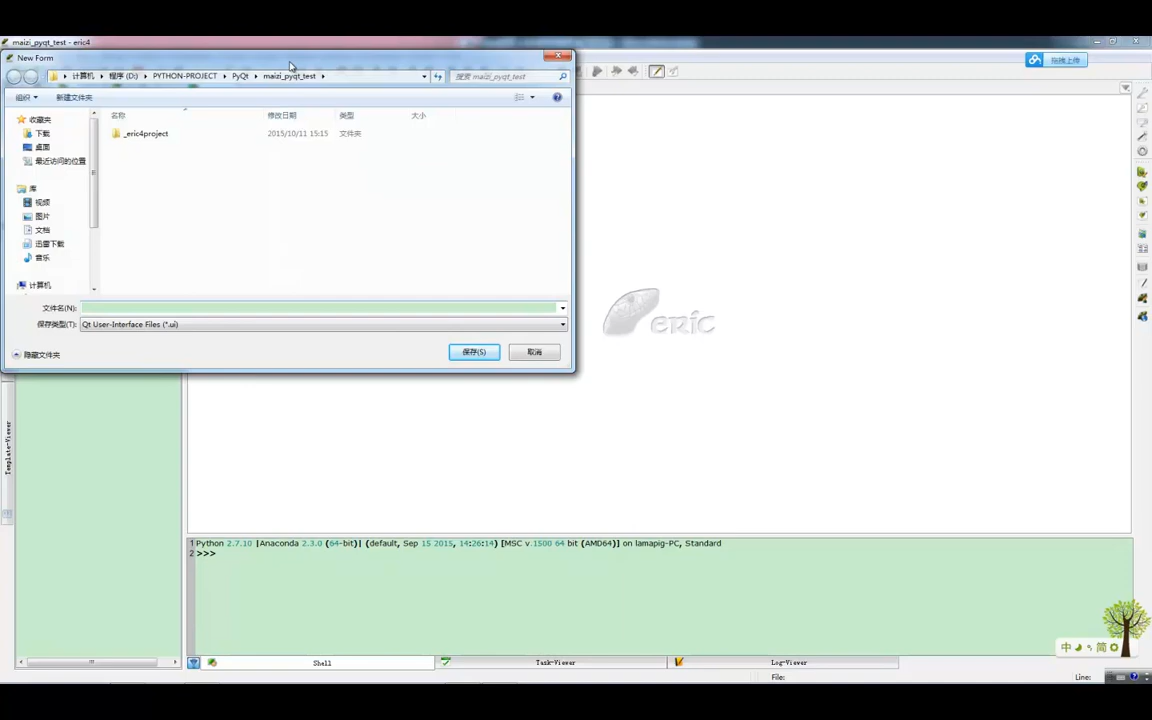 maizi_pyqt_test - eric4
New Form
计算机 程序 (D:) PYTHON-PROJECT PyQt maizi_pyqt_test
搜索 maizi_pyqt_test
拖拽上传
组织 新建文件夹
名称 修改日期 类型 大小
_eric4project 2015/10/11 15:15 文件夹
收藏夹
下载
桌面
最近访问的位置
库
视频
图片
文档
迅雷下载
音乐
计算机
文件名(N):
保存类型(T): Qt User-Interface Files (*.ui)
隐藏文件夹
保存(S) 取消
eric
Template-Viewer
1 Python 2.7.10 |Anaconda 2.3.0 (64-bit)| (default, Sep 15 2015, 14:26:14) [MSC v.1500 64 bit (AMD64)] on lamapig-PC, Standard
2 >>>
中 简
Shell Task-Viewer Log-Viewer
File: Line: